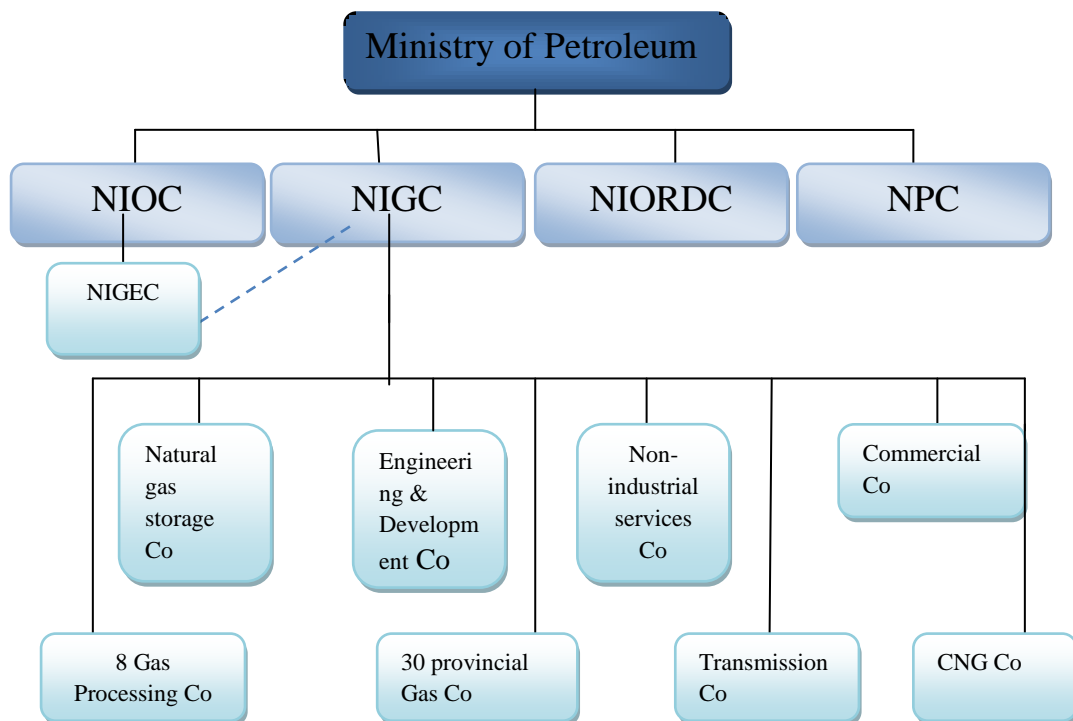 Ministry of Petroleum
NIOC
NIGC
NIORDC
NPC
NIGEC
Natural
gas
storage
Co
Engineeri
ng &
Developm
ent Co
Non-
industrial
services
Co
Commercial
Co
8 Gas
Processing Co
30 provincial
Gas Co
Transmission
Co
CNG Co